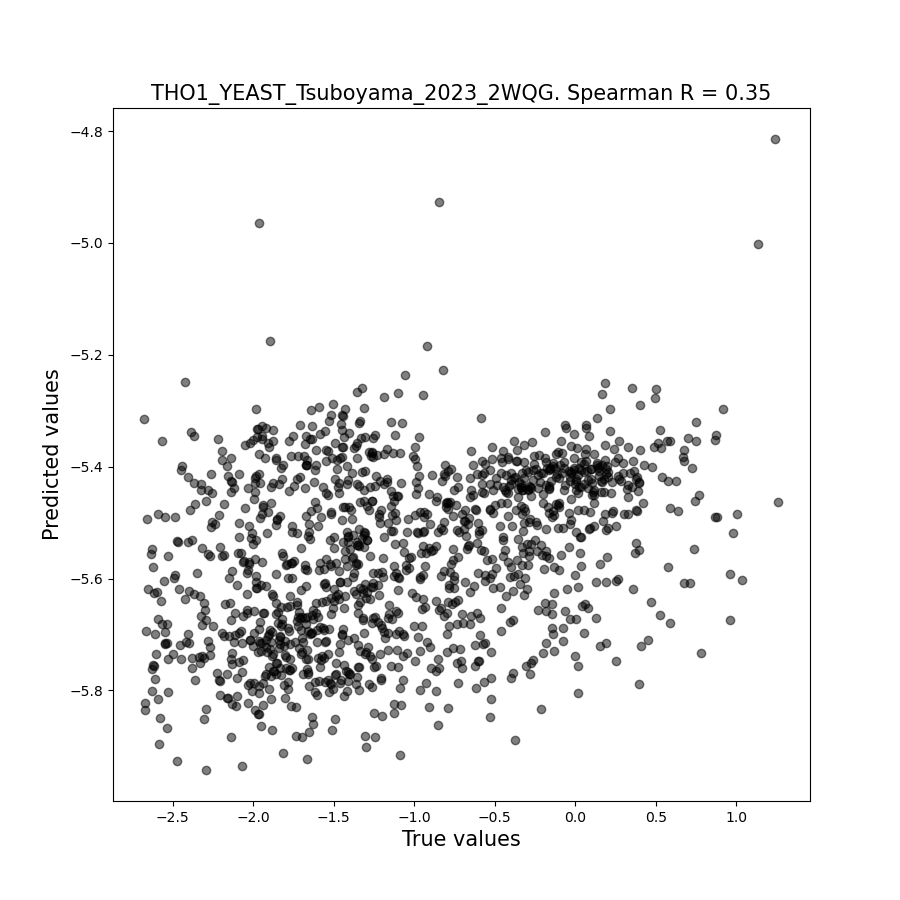 THO1_YEAST_Tsuboyama_2023_2WQG. Spearman R = 0.35
−4.8
−5.0
−5.2
−5.4
−5.6
−5.8
Predicted values
−2.5 −2.0 −1.5 −1.0 −0.5 0.0 0.5 1.0
True values